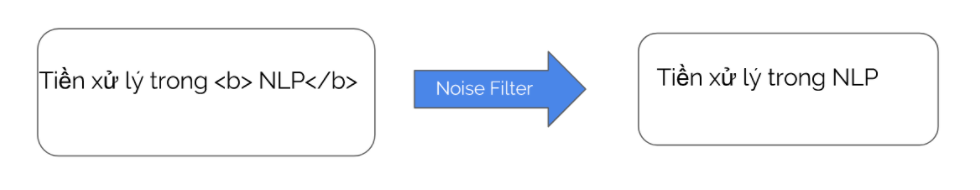 Tiền xử lý trong <b> NLP</b>
Noise Filter
Tiền xử lý trong NLP